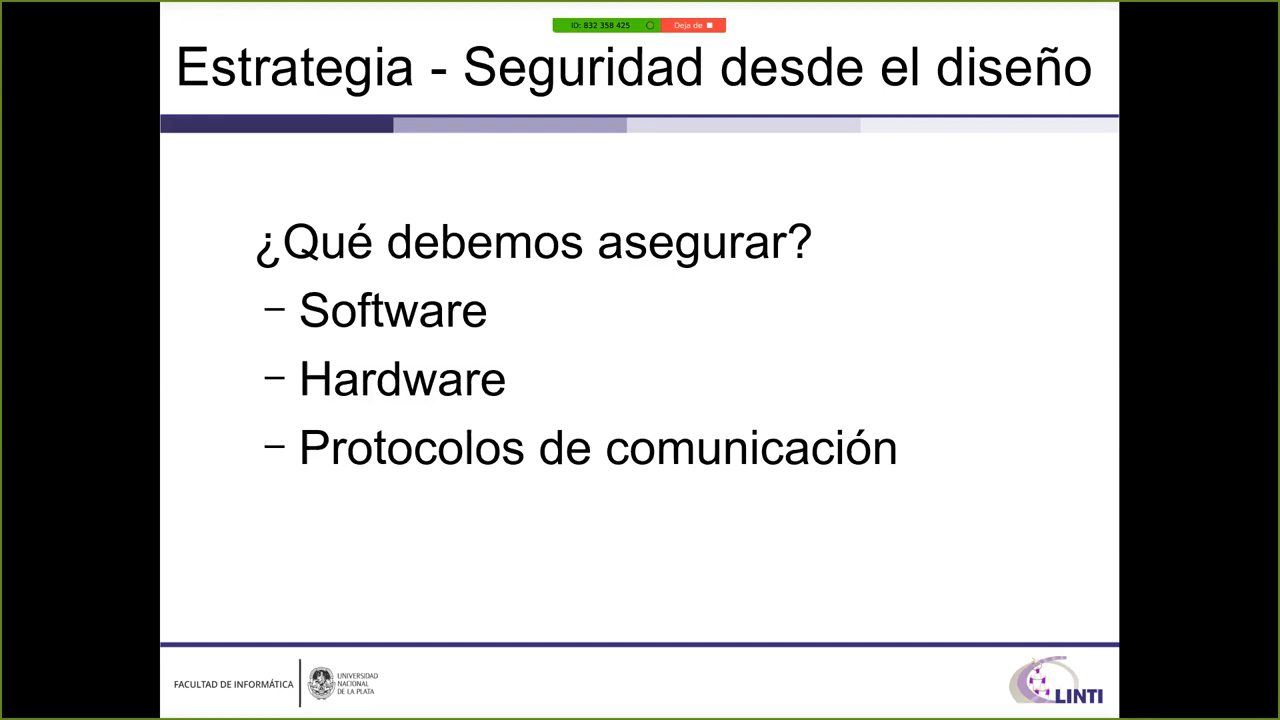 ID: 832 358 425
Deja de
Estrategia - Seguridad desde el diseño
¿Qué debemos asegurar?
– Software
– Hardware
– Protocolos de comunicación
FACULTAD DE INFORMÁTICA
UNIVERSIDAD
NACIONAL
DE LA PLATA
LINTI